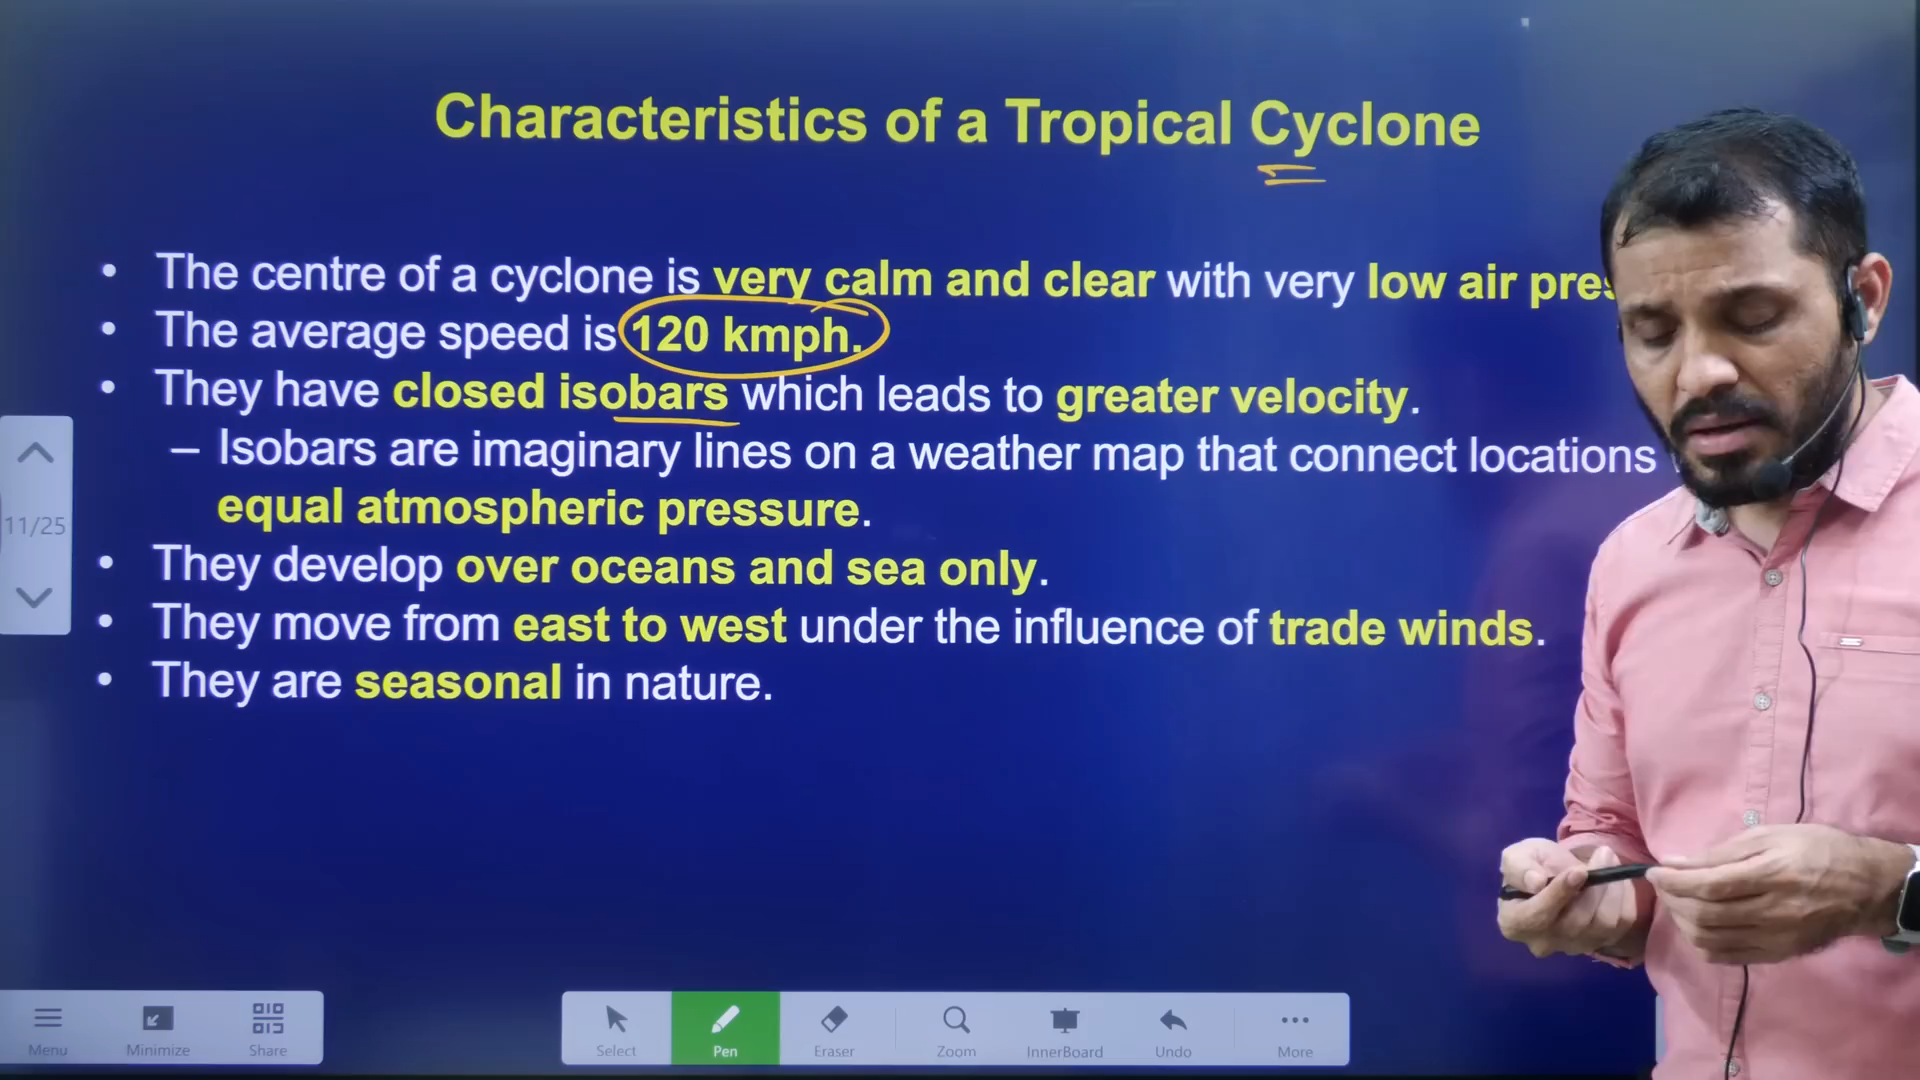 Characteristics of a Tropical Cyclone
• The centre of a cyclone is very calm and clear with very low air pres
• The average speed is 120 kmph.
• They have closed isobars which leads to greater velocity.
– Isobars are imaginary lines on a weather map that connect locations
equal atmospheric pressure.
• They develop over oceans and sea only.
• They move from east to west under the influence of trade winds.
• They are seasonal in nature.
11/25
Menu Minimize Share Select Pen Eraser Zoom InnerBoard Undo More